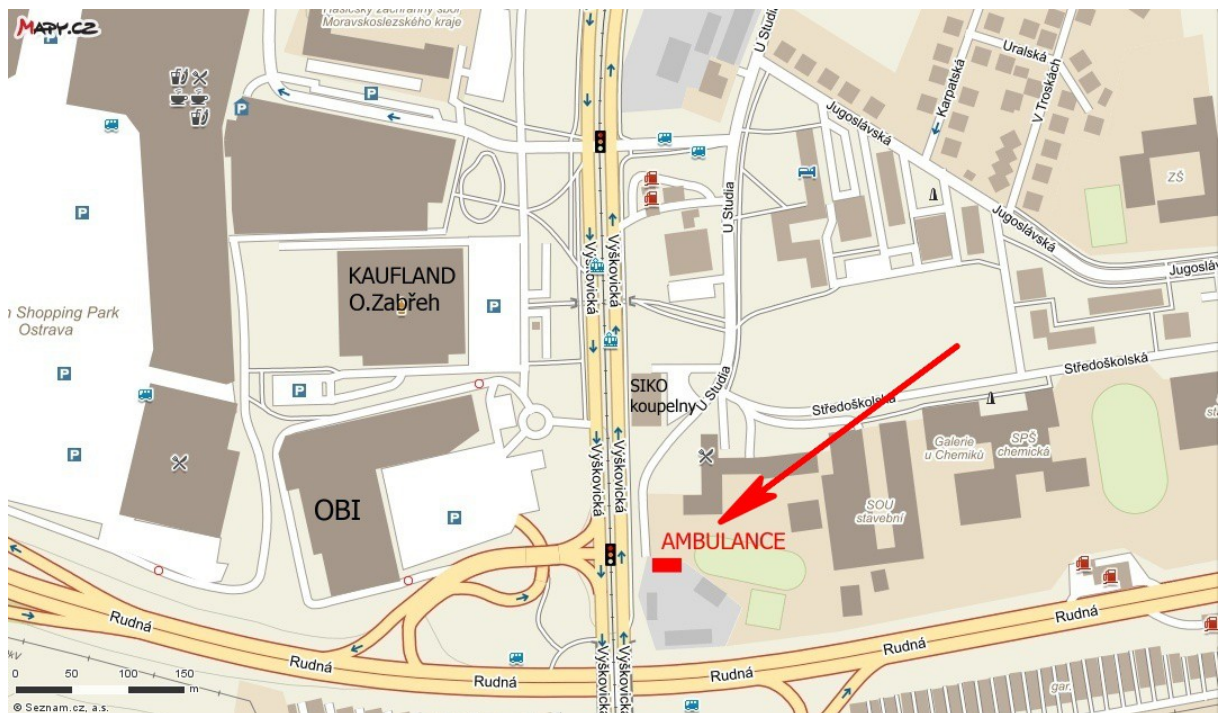 Mapy.cz
Hasičský záchranný sbor
Moravskoslezského kraje
U Studia
Karpatská
Uralská
V Troskách
Jugoslávská
ZŠ
P
P
P
Výškovická
Výškovická
U Studia
Jugoslávská
Jugoslávská
KAUFLAND
O.Zabřeh
P
n Shopping Park
Ostrava
P
P
SIKO
koupelny
U Studia
Středoškolská
Středoškolská
P
Výškovická
Výškovická
Galerie
u Chemiků
SPŠ
chemická
OBI
P
SOU
stavební
AMBULANCE
Rudná
Rudná
Rudná
Rudná
Rudná
Rudná
Výškovická
Výškovická
gar.
0 50 100 150
m
© Seznam.cz, a.s.